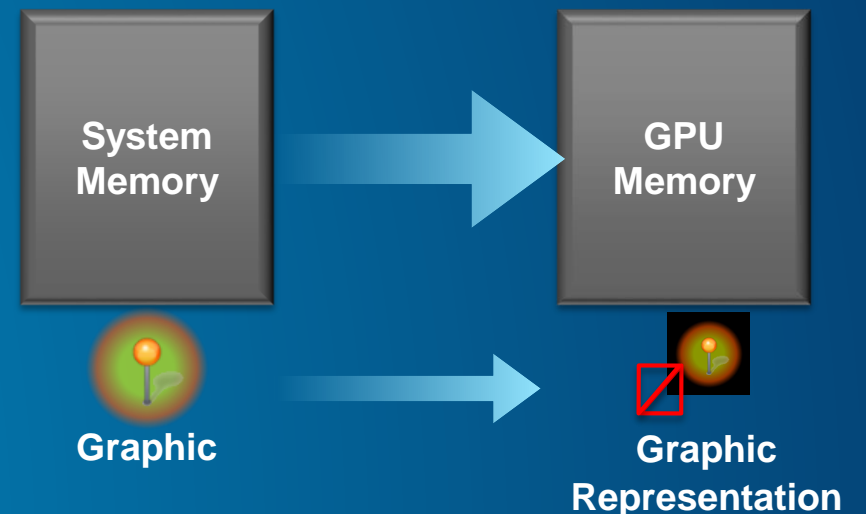 System
Memory
GPU
Memory
Graphic
Graphic
Representation